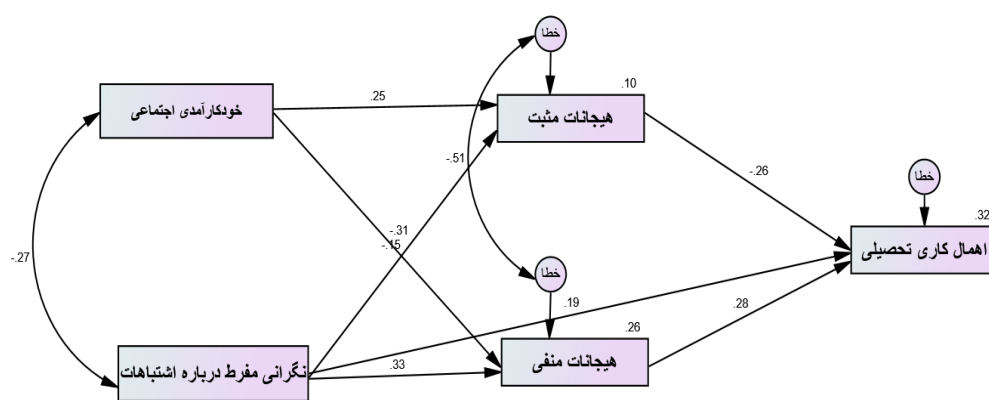 خطا
.10
خودکارآمدی اجتماعی
.25
هیجانات مثبت
-.51
-.26
خطا
.32
-.31
-.15
اهمال کاری تحصیلی
-.27
خطا
.19
.28
.26
نگرانی مفرط درباره اشتباهات
.33
هیجانات منفی